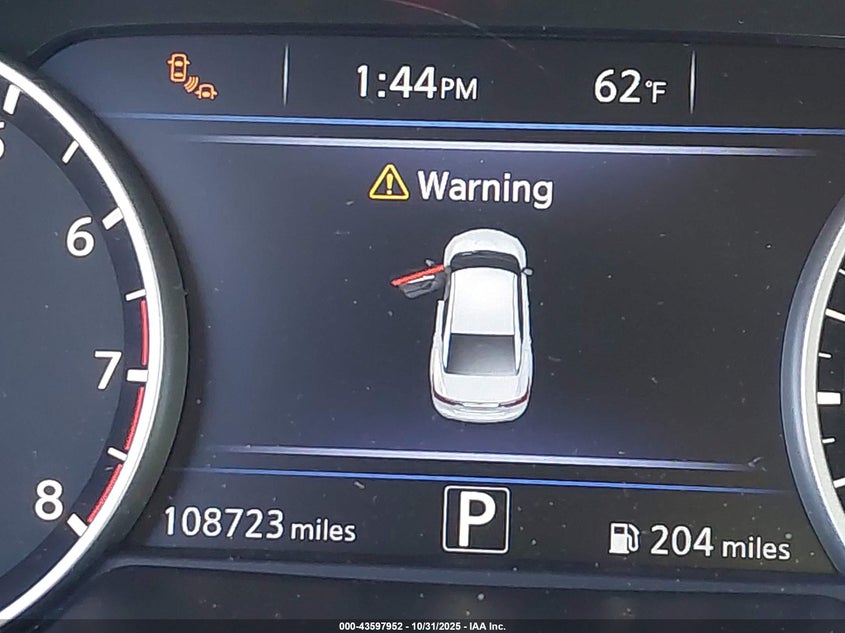 1:44PM
62°F
Warning
6
7
8
108723 miles
P
204 miles
000-43597952 - 10/31/2025 - IAA Inc.